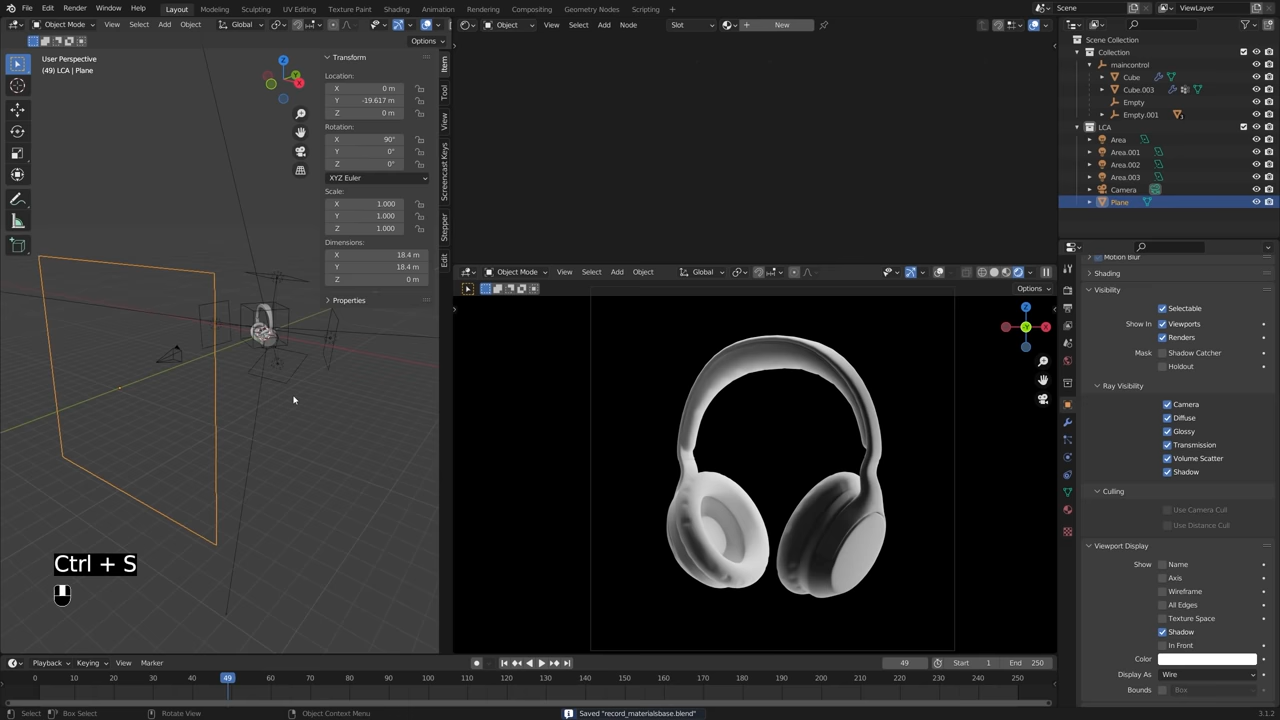 File Edit Render Window Help Layout Modeling Sculpting UV Editing Texture Paint Shading Animation Rendering Compositing Geometry Nodes Scripting Scene ViewLayer
Object Mode View Select Add Object Global
Options
User Perspective
(49) LCA | Plane
Transform
Location:
X 0 m
Y -19.617 m
Z 0 m
Rotation:
X 90°
Y 0°
Z 0°
XYZ Euler
Scale:
X 1.000
Y 1.000
Z 1.000
Dimensions:
X 18.4 m
Y 18.4 m
Z 0 m
Properties
Item
Tool
View
Screencast Keys
Stepper
Edit
Ctrl + S
Object View Select Add Node Slot New
Object Mode View Select Add Object Global
Options
Scene Collection
Collection
maincontrol
Cube
Cube.003
Empty
Empty.001
LCA
Area
Area.001
Area.002
Area.003
Camera
Plane
Motion Blur
Shading
Visibility
Selectable
Show In Viewports
Renders
Mask Shadow Catcher
Holdout
Ray Visibility
Camera
Diffuse
Glossy
Transmission
Volume Scatter
Shadow
Culling
Use Camera Cull
Use Distance Cull
Viewport Display
Show Name
Axis
Wireframe
All Edges
Texture Space
Shadow
In Front
Color
Display As Wire
Bounds Box
Playback Keying View Marker 49 Start 1 End 250
0 10 20 30 40 49 60 70 80 90 100 110 120 130 140 150 160 170 180 190 200 210 220 230 240 250
Select Box Select Rotate View Object Context Menu Saved "record_materialsbase.blend" 3.1.2